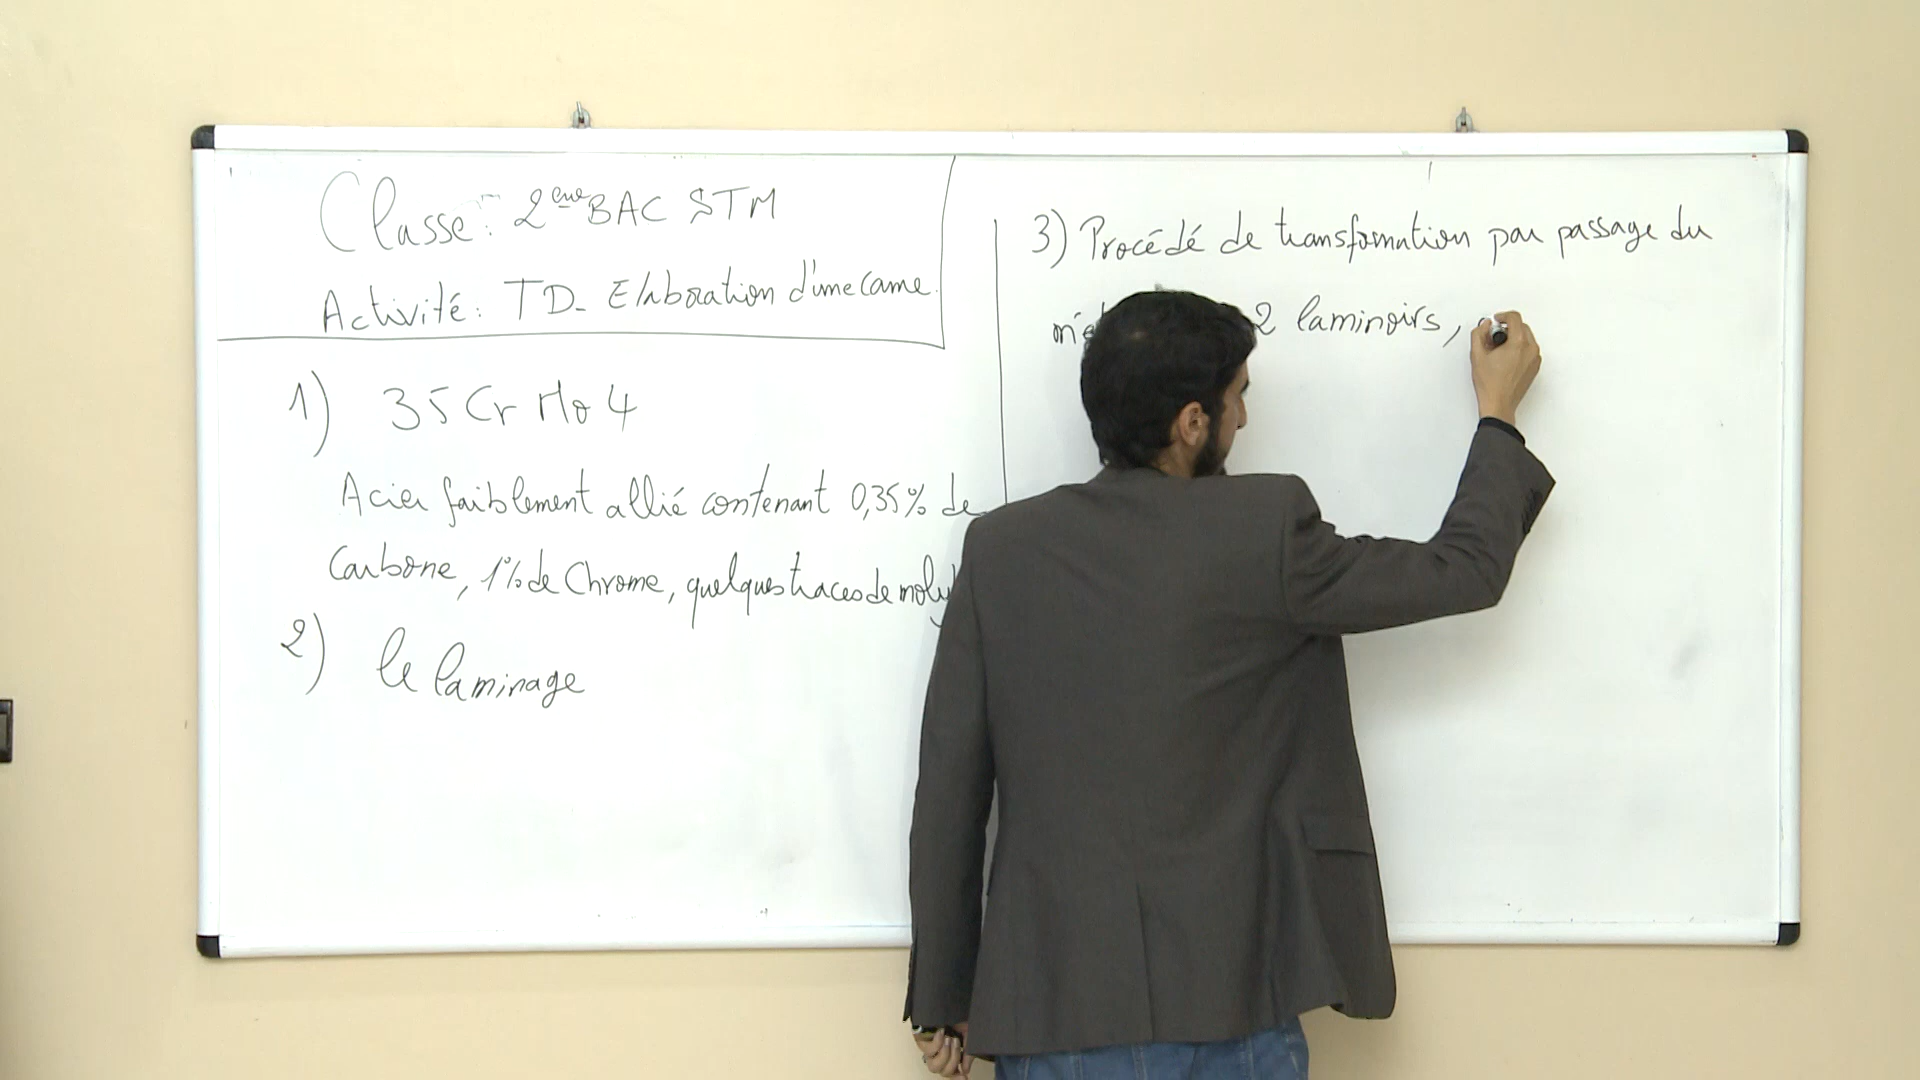 Classe: 2eme BAC STM
Activité: TD- Elaboration d'une came.
1) 35 Cr Mo 4
Acier faiblement allié contenant 0,35% de
Carbone, 1% de Chrome, quelques traces de
2) le laminage
3) Procédé de transformation par passage du
2 laminoirs,